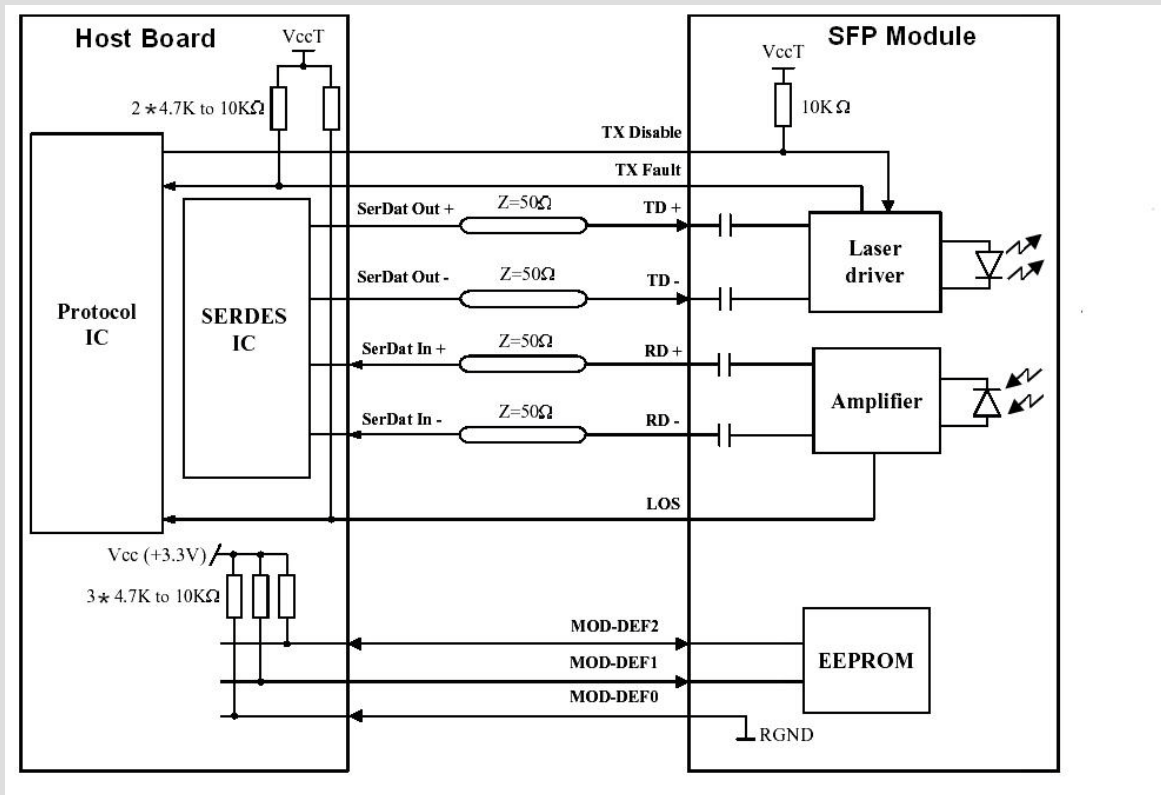 Host Board
SFP Module
VccT
VccT
2 * 4.7K to 10KΩ
10K Ω
TX Disable
TX Fault
SerDat Out +
Z=50Ω
TD +
Laser
driver
SerDat Out -
Z=50Ω
TD -
Protocol
IC
SERDES
IC
SerDat In +
Z=50Ω
RD +
Amplifier
SerDat In -
Z=50Ω
RD -
LOS
Vcc (+3.3V)
3 * 4.7K to 10KΩ
MOD-DEF2
EEPROM
MOD-DEF1
MOD-DEF0
RGND